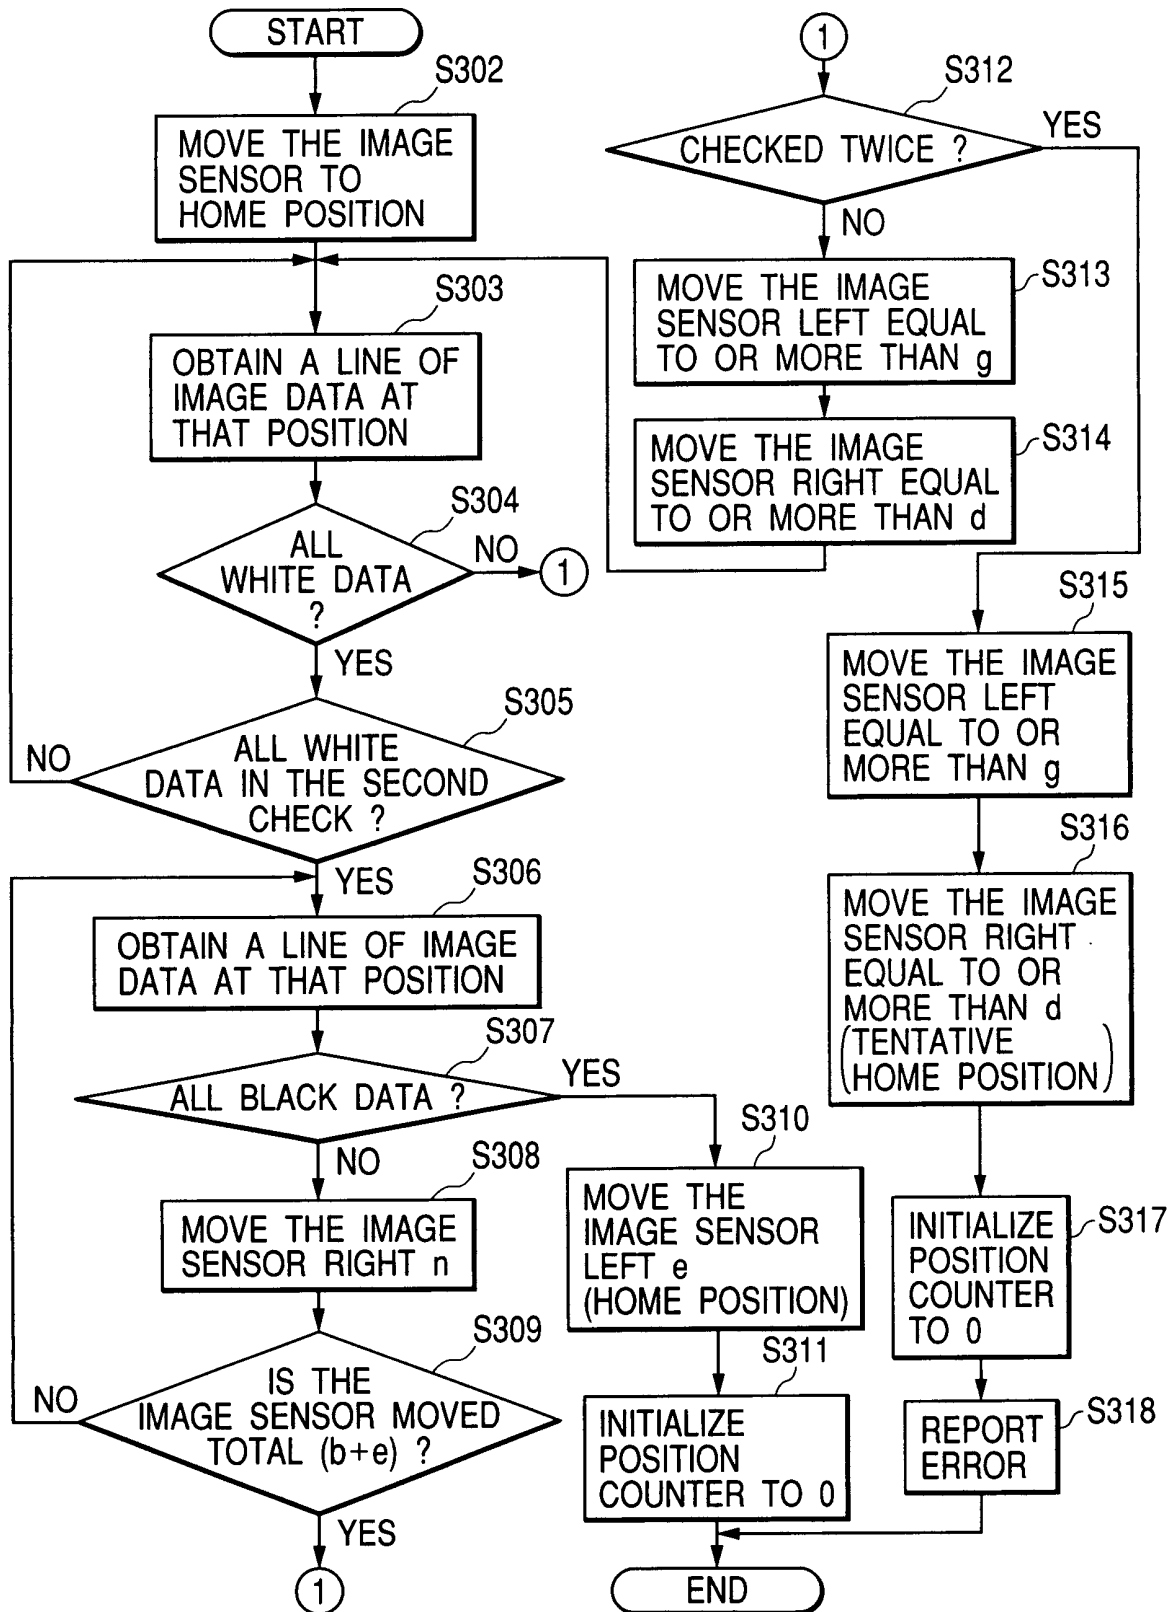 START
S302
MOVE THE IMAGE
SENSOR TO
HOME POSITION
S303
OBTAIN A LINE OF
IMAGE DATA AT
THAT POSITION
S304
ALL
WHITE DATA
?
NO
1
YES
S305
ALL WHITE
DATA IN THE SECOND
CHECK ?
NO
YES
S306
OBTAIN A LINE OF IMAGE
DATA AT THAT POSITION
S307
ALL BLACK DATA ?
YES
NO
S308
MOVE THE IMAGE
SENSOR RIGHT n
S309
IS THE
IMAGE SENSOR MOVED
TOTAL (b+e) ?
NO
YES
1
S310
MOVE THE
IMAGE SENSOR
LEFT e
(HOME POSITION)
S311
INITIALIZE
POSITION
COUNTER TO 0
1
S312
CHECKED TWICE ?
YES
NO
S313
MOVE THE IMAGE
SENSOR LEFT EQUAL
TO OR MORE THAN g
S314
MOVE THE IMAGE
SENSOR RIGHT EQUAL
TO OR MORE THAN d
S315
MOVE THE IMAGE
SENSOR LEFT
EQUAL TO OR
MORE THAN g
S316
MOVE THE IMAGE
SENSOR RIGHT
EQUAL TO OR
MORE THAN d
(TENTATIVE
HOME POSITION)
S317
INITIALIZE
POSITION
COUNTER
TO 0
S318
REPORT
ERROR
END